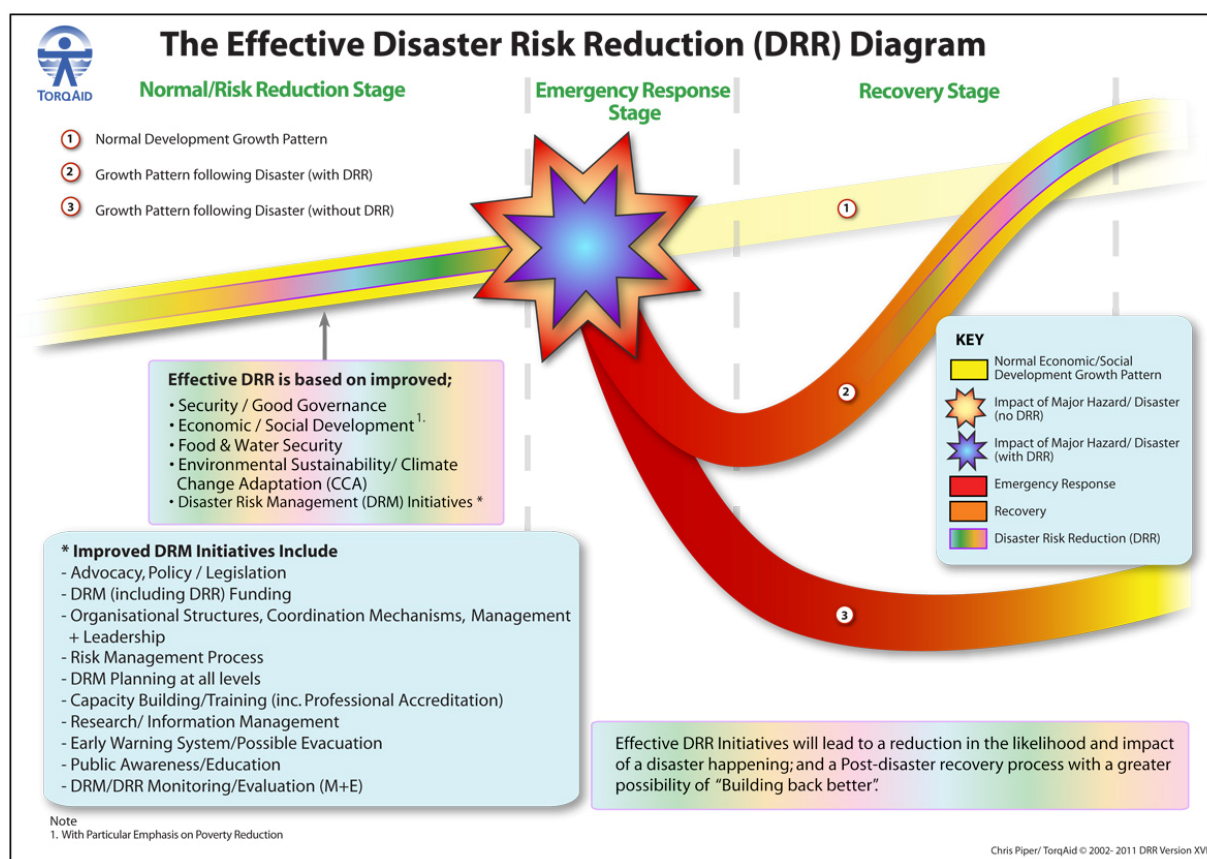 The Effective Disaster Risk Reduction (DRR) Diagram
TORQAID
Normal/Risk Reduction Stage
Emergency Response
Stage
Recovery Stage
1 Normal Development Growth Pattern
2 Growth Pattern following Disaster (with DRR)
3 Growth Pattern following Disaster (without DRR)
1
2
3
Effective DRR is based on improved;
• Security / Good Governance
• Economic / Social Development 1.
• Food & Water Security
• Environmental Sustainability/ Climate
Change Adaptation (CCA)
• Disaster Risk Management (DRM) Initiatives *
KEY
Normal Economic/Social
Development Growth Pattern
Impact of Major Hazard/ Disaster
(no DRR)
Impact of Major Hazard/ Disaster
(with DRR)
Emergency Response
Recovery
Disaster Risk Reduction (DRR)
* Improved DRM Initiatives Include
- Advocacy, Policy / Legislation
- DRM (including DRR) Funding
- Organisational Structures, Coordination Mechanisms, Management
+ Leadership
- Risk Management Process
- DRM Planning at all levels
- Capacity Building/Training (inc. Professional Accreditation)
- Research/ Information Management
- Early Warning System/Possible Evacuation
- Public Awareness/Education
- DRM/DRR Monitoring/Evaluation (M+E)
Effective DRR Initiatives will lead to a reduction in the likelihood and impact
of a disaster happening; and a Post-disaster recovery process with a greater
possibility of "Building back better".
Note
1. With Particular Emphasis on Poverty Reduction
Chris Piper/ TorqAid © 2002- 2011 DRR Version